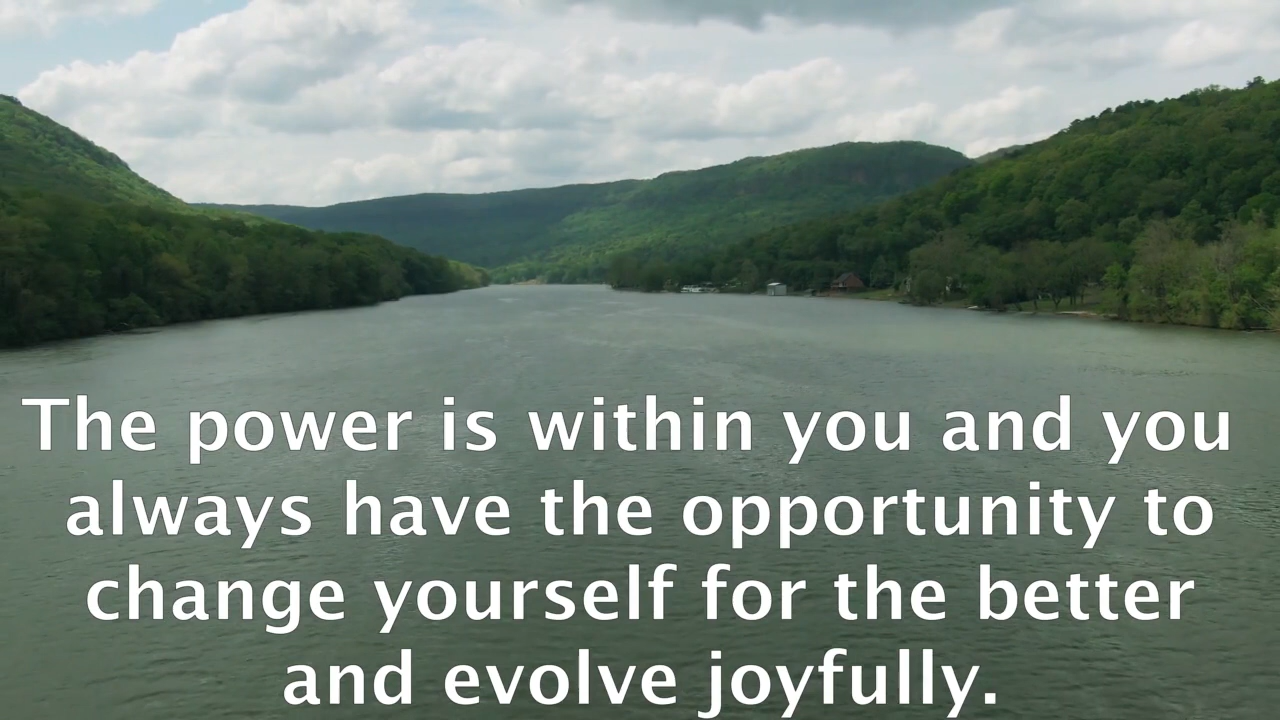 The power is within you and you
always have the opportunity to
change yourself for the better
and evolve joyfully.